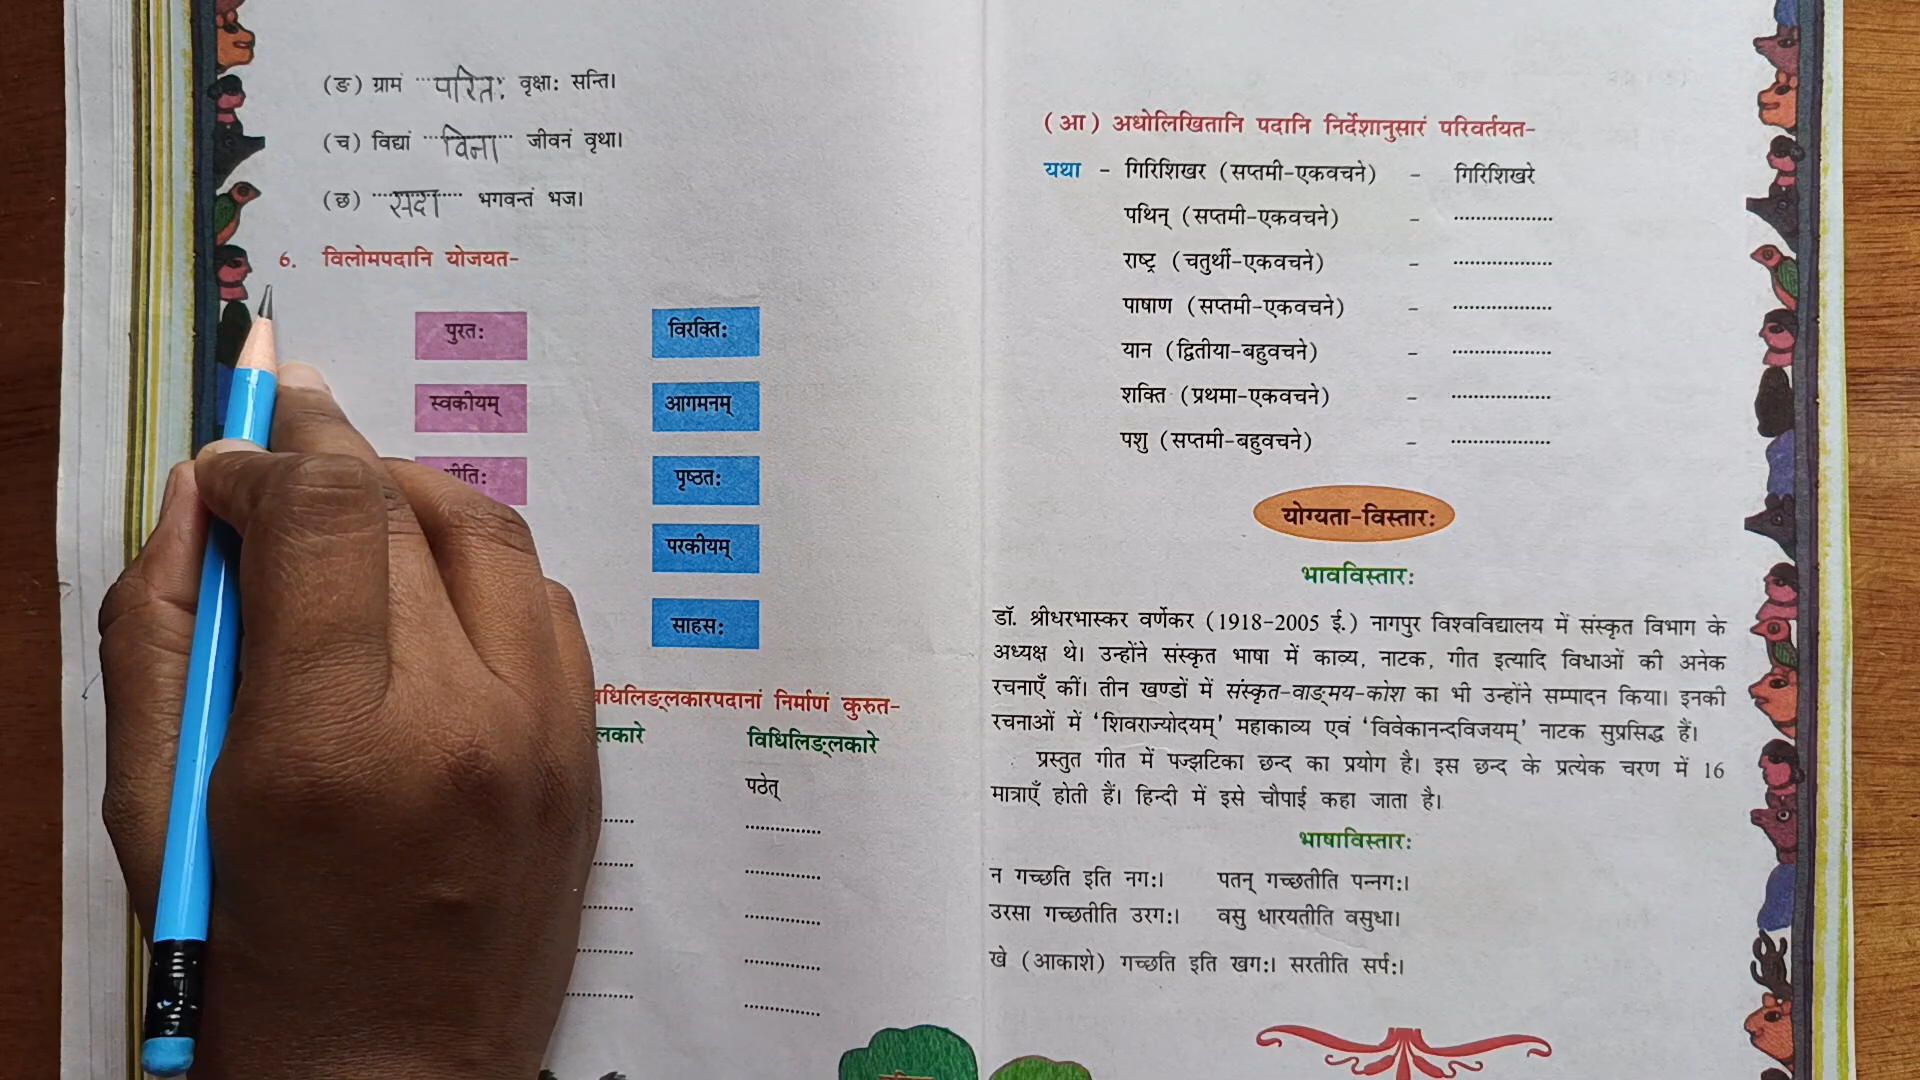 (ङ) ग्रामं परितः वृक्षाः सन्ति।
(च) विद्यां विना जीवनं वृथा।
(छ) सदा भगवन्तं भज।
6. विलोमपदानि योजयत-
पुरतः विरक्तिः
स्वकीयम् आगमनम्
पृष्ठतः
परकीयम्
साहसः
विधिलिङ्लकारपदानां निर्माणं कुरुत-
लकारे विधिलिङ्लकारे
पठेत्
(आ) अधोलिखितानि पदानि निर्देशानुसारं परिवर्तयत-
यथा - गिरिशिखर (सप्तमी-एकवचने) - गिरिशिखरे
पथिन् (सप्तमी-एकवचने) - ..................
राष्ट्र (चतुर्थी-एकवचने) - ..................
पाषाण (सप्तमी-एकवचने) - ..................
यान (द्वितीया-बहुवचने) - ..................
शक्ति (प्रथमा-एकवचने) - ..................
पशु (सप्तमी-बहुवचने) - ..................
योग्यता-विस्तारः
भावविस्तारः
डॉ. श्रीधरभास्कर वर्णेकर (1918-2005 ई.) नागपुर विश्वविद्यालय में संस्कृत विभाग के
अध्यक्ष थे। उन्होंने संस्कृत भाषा में काव्य, नाटक, गीत इत्यादि विधाओं की अनेक
रचनाएँ कीं। तीन खण्डों में संस्कृत-वाङ्मय-कोश का भी उन्होंने सम्पादन किया। इनकी
रचनाओं में ‘शिवराज्योदयम्’ महाकाव्य एवं ‘विवेकानन्दविजयम्’ नाटक सुप्रसिद्ध हैं।
प्रस्तुत गीत में पज्झटिका छन्द का प्रयोग है। इस छन्द के प्रत्येक चरण में 16
मात्राएँ होती हैं। हिन्दी में इसे चौपाई कहा जाता है।
भाषाविस्तारः
न गच्छति इति नगः। पतन् गच्छतीति पन्नगः।
उरसा गच्छतीति उरगः। वसु धारयतीति वसुधा।
खे (आकाशे) गच्छति इति खगः। सरतीति सर्पः।